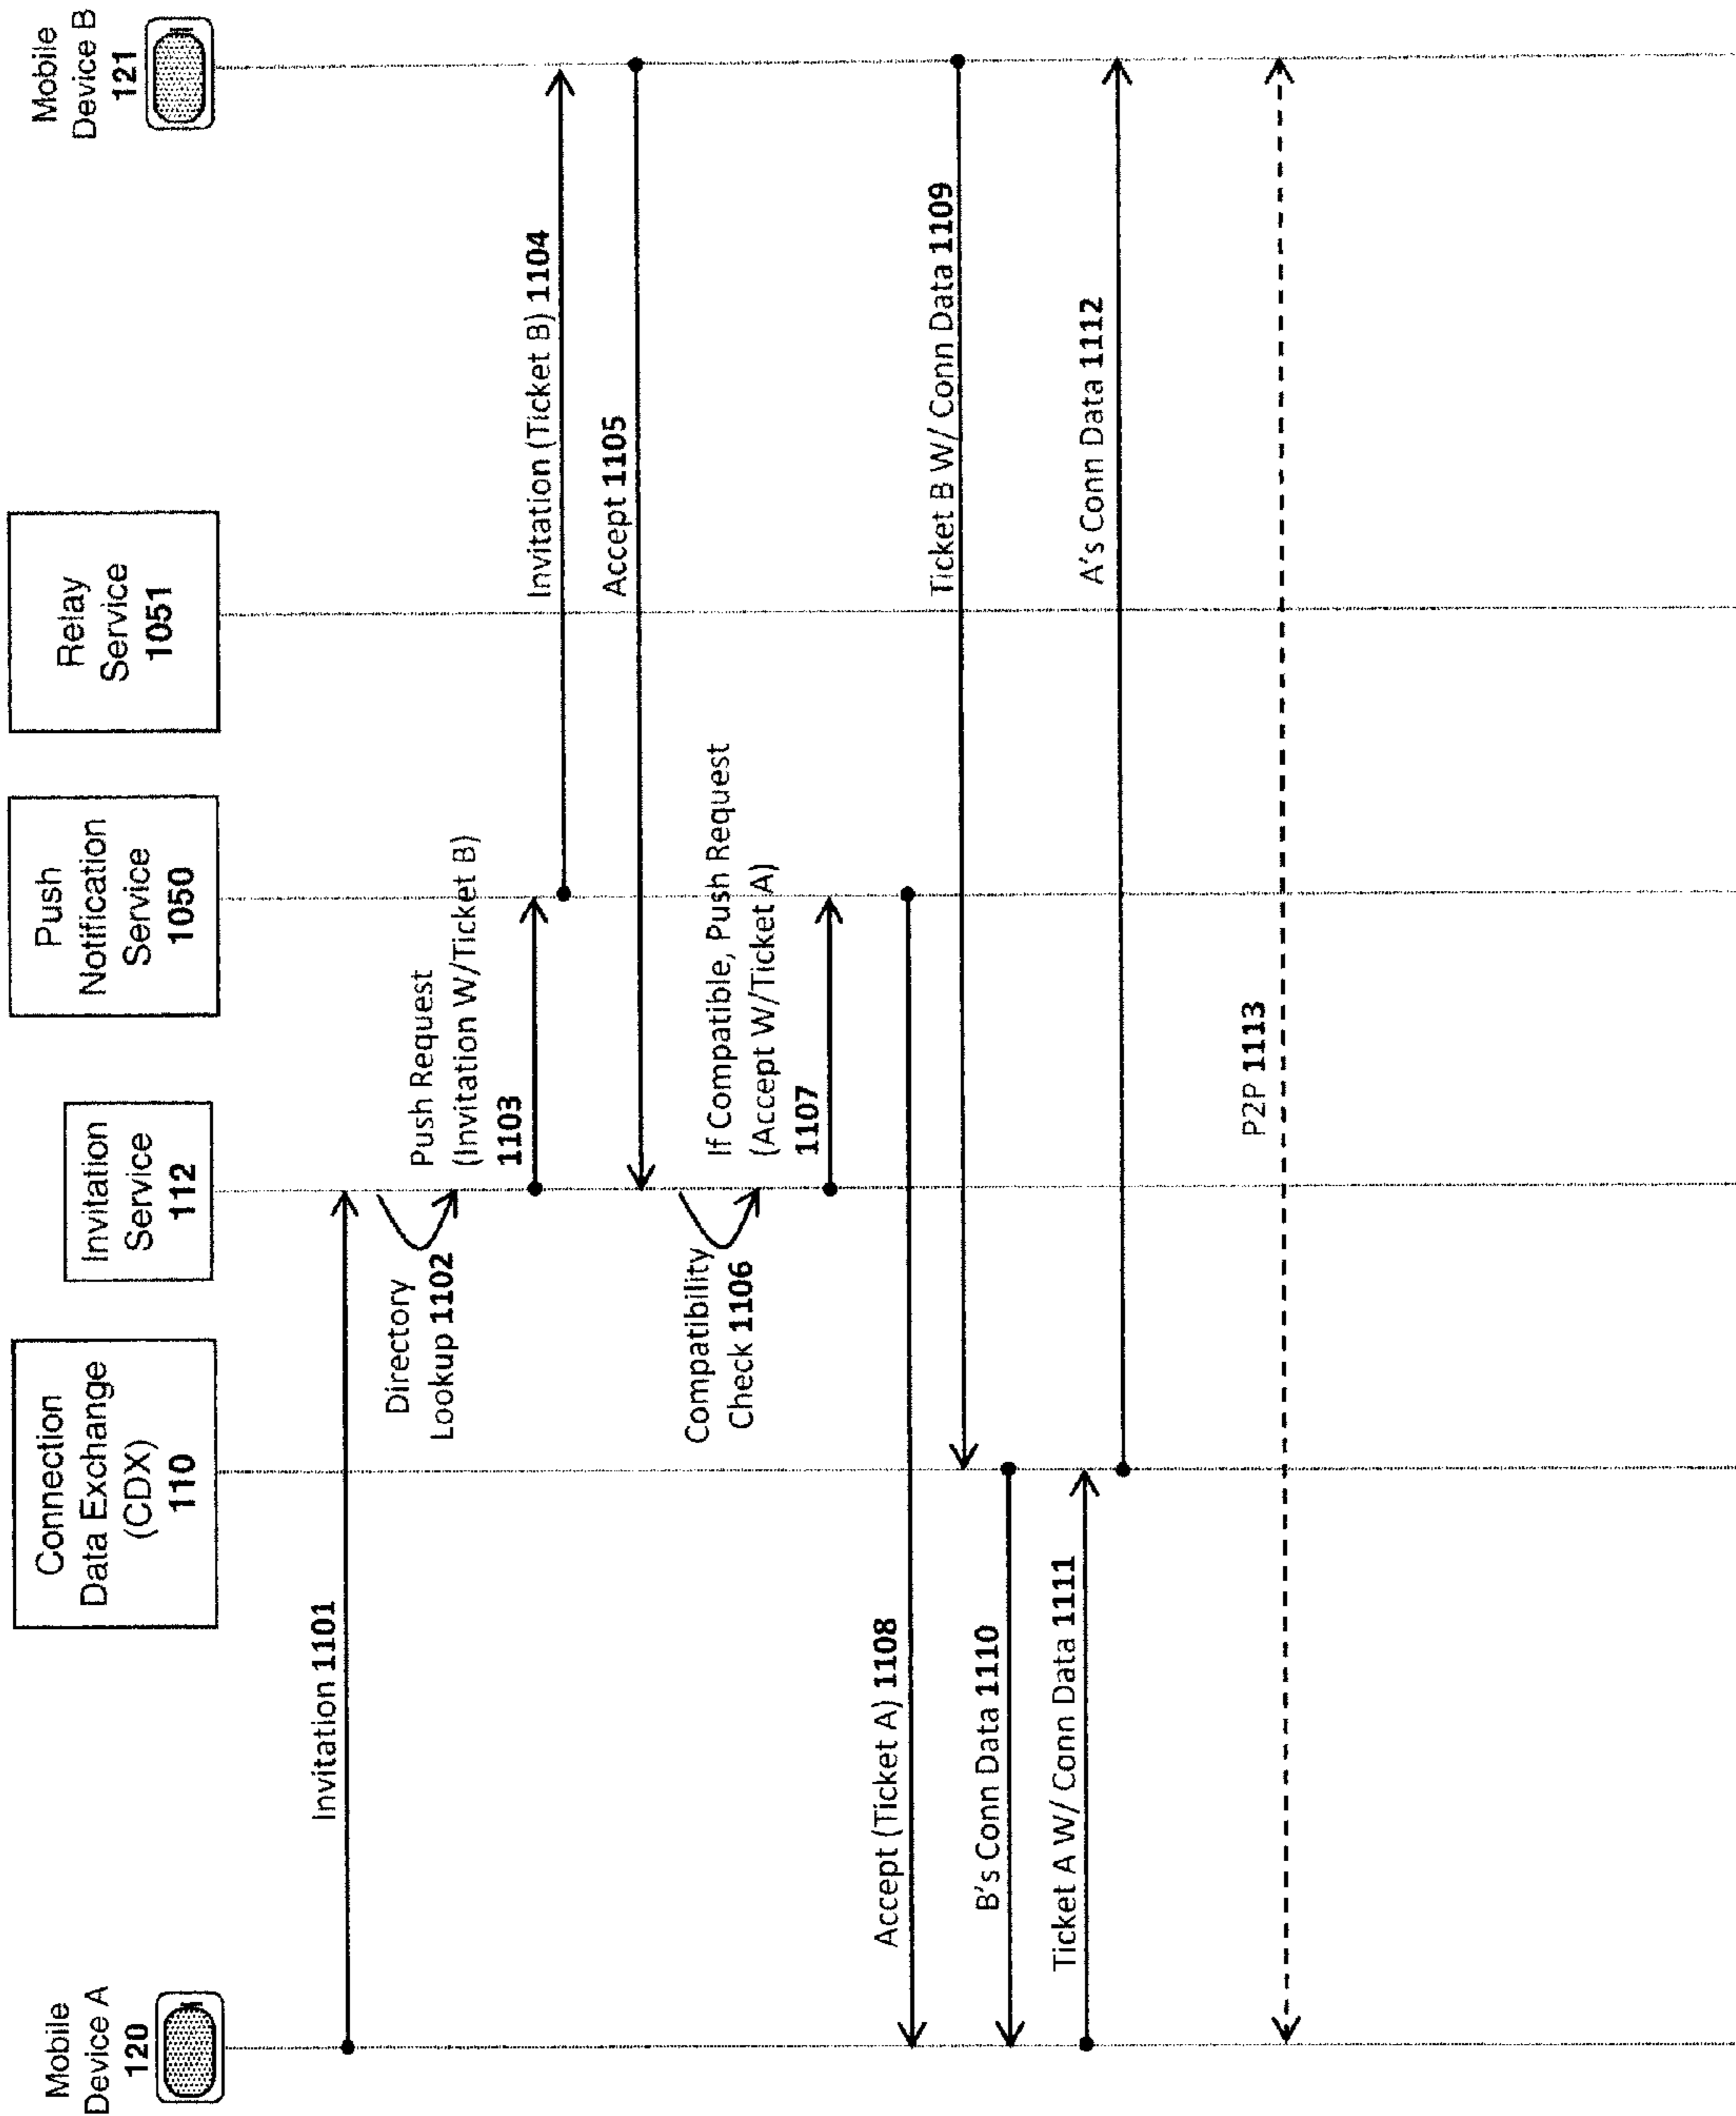 Mobile
Device A
120
Connection
Data Exchange
(CDX)
110
Invitation
Service
112
Push
Notification
Service
1050
Relay
Service
1051
Mobile
Device B
121
Invitation 1101
Directory
Lookup 1102
Push Request
(Invitation W/Ticket B)
1103
Invitation (Ticket B) 1104
Accept 1105
Compatibility
Check 1106
If Compatible, Push Request
(Accept W/Ticket A)
1107
Accept (Ticket A) 1108
Ticket B W/ Conn Data 1109
B's Conn Data 1110
Ticket A W/ Conn Data 1111
A's Conn Data 1112
P2P 1113